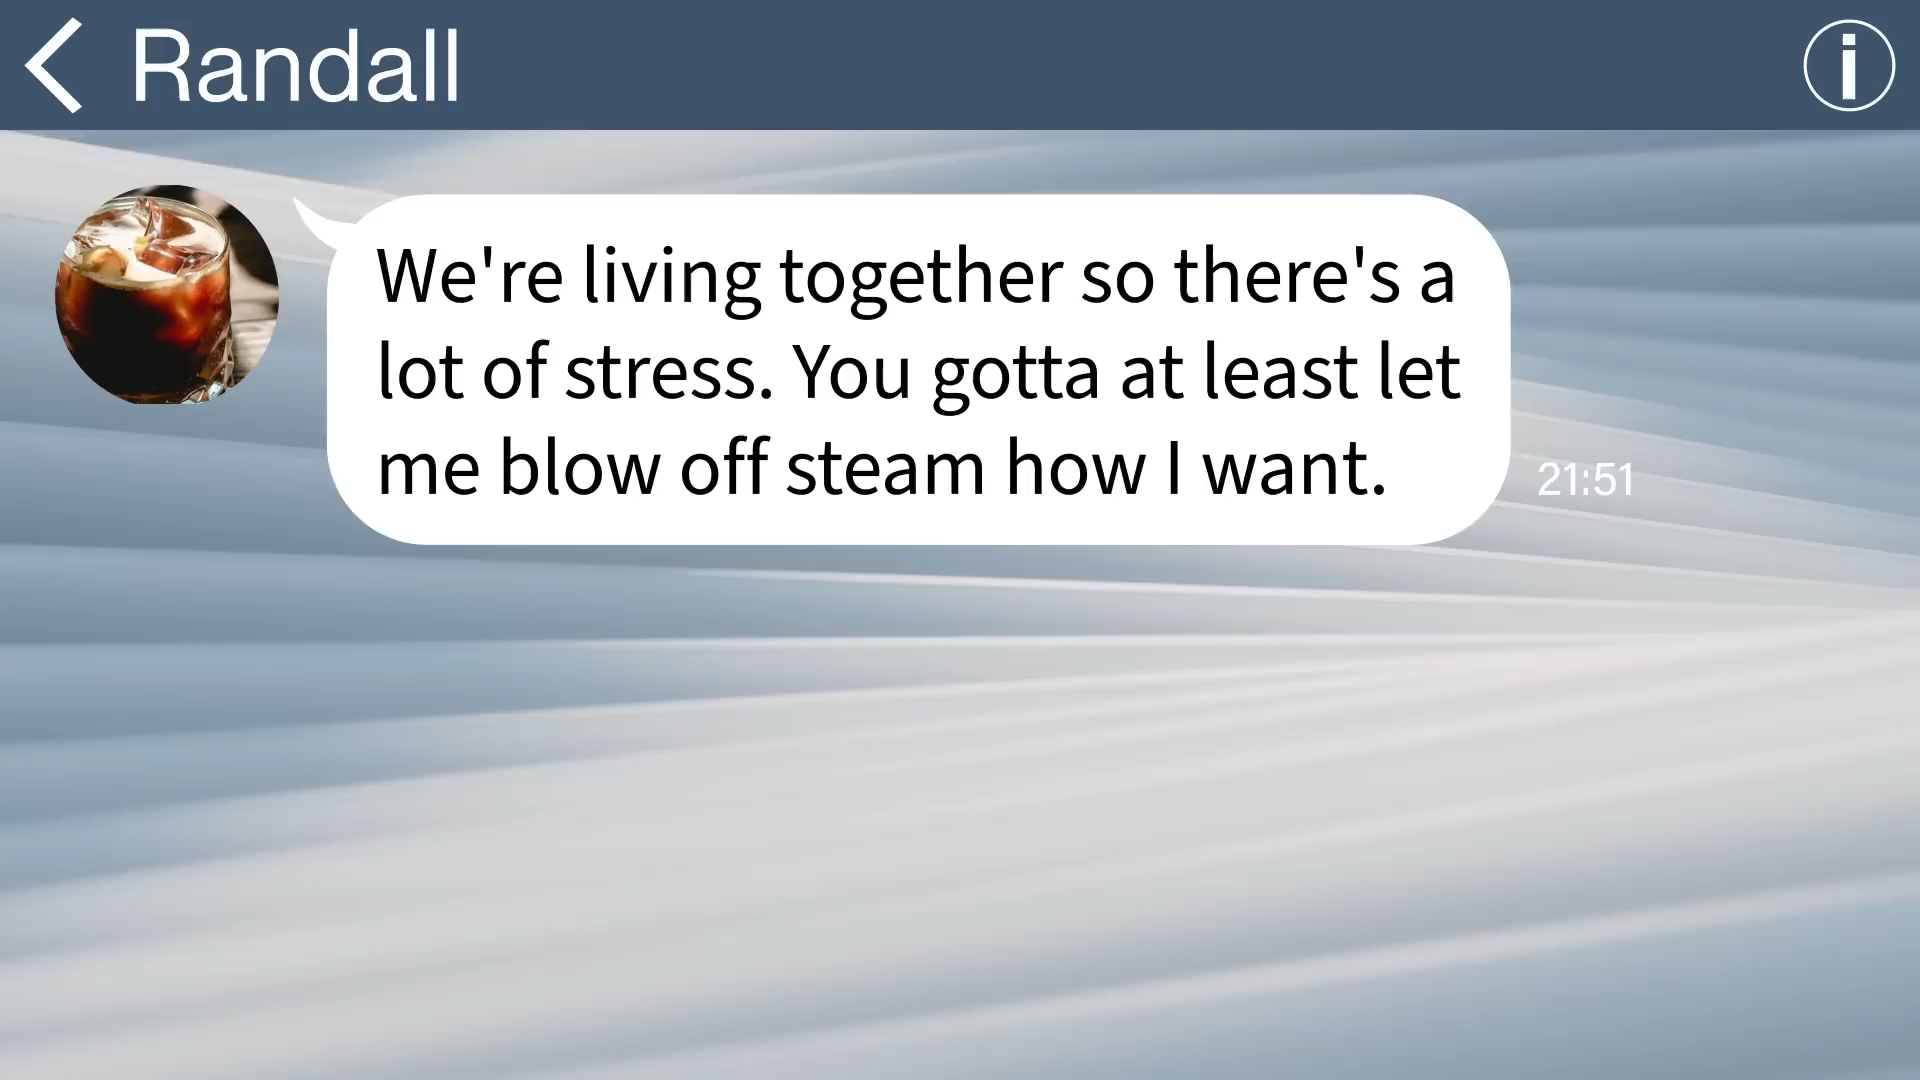 Randall
We're living together so there's a
lot of stress. You gotta at least let
me blow off steam how I want.
21:51